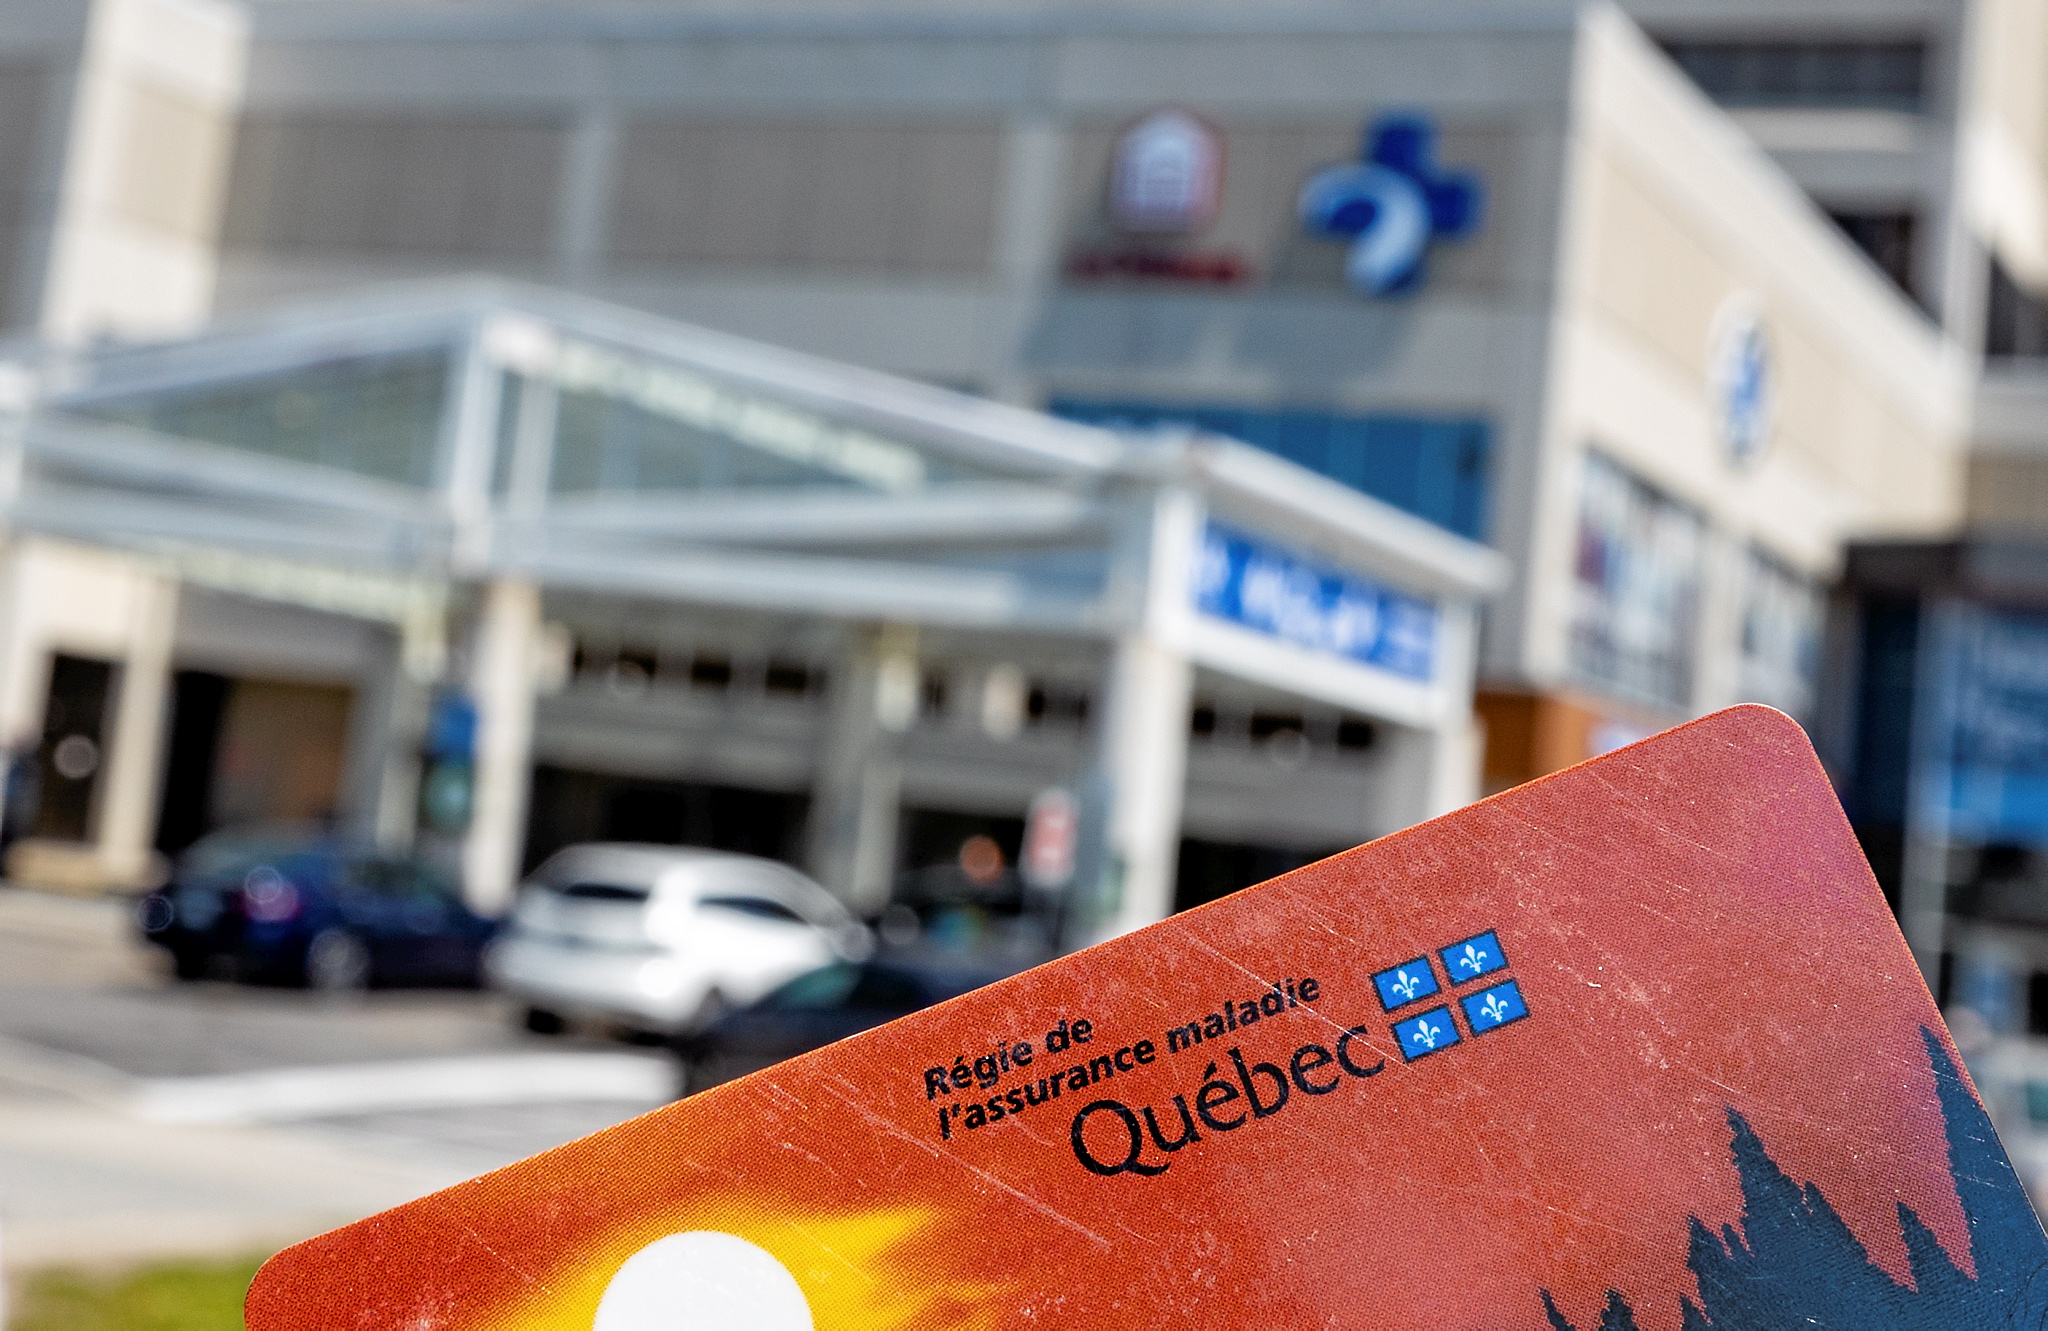 Régie de
l'assurance maladie
Québec